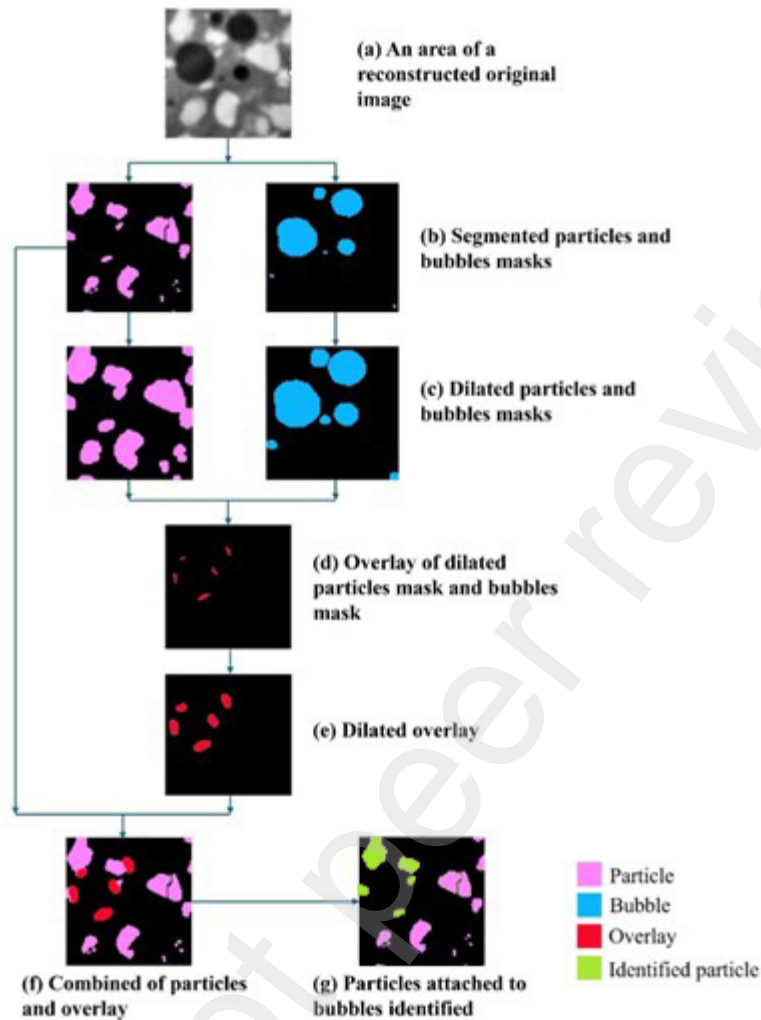 (a) An area of a
reconstructed original
image
(b) Segmented particles and
bubbles masks
(c) Dilated particles and
bubbles masks
(d) Overlay of dilated
particles mask and bubbles
mask
(e) Dilated overlay
(f) Combined of particles
and overlay
(g) Particles attached to
bubbles identified
Particle
Bubble
Overlay
Identified particle
t peer revie